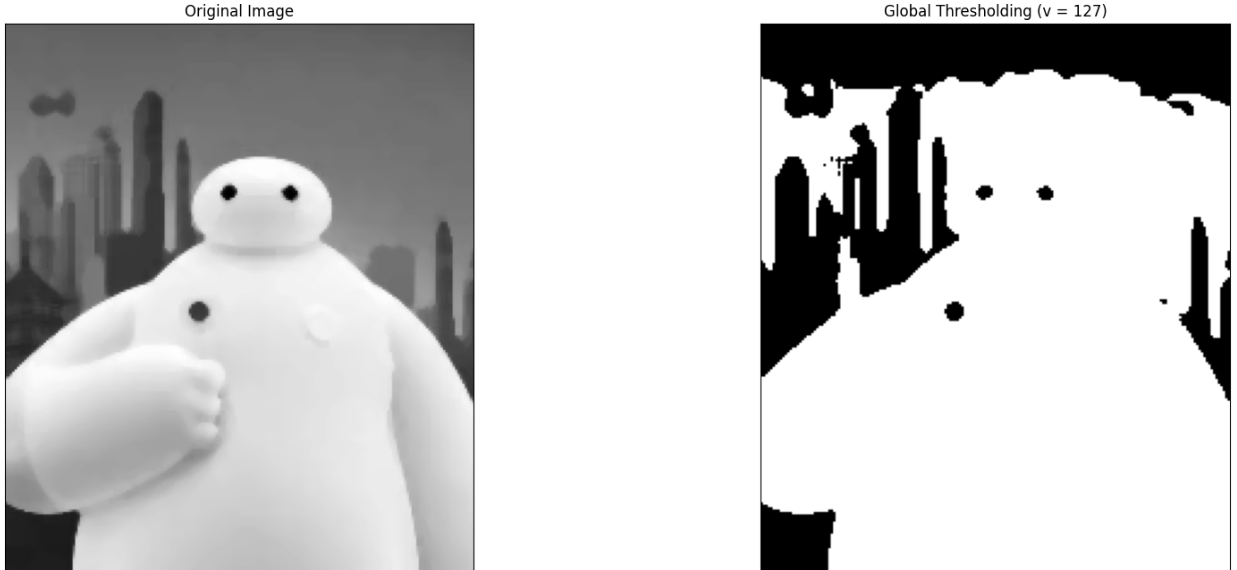 Original Image
Global Thresholding (v = 127)